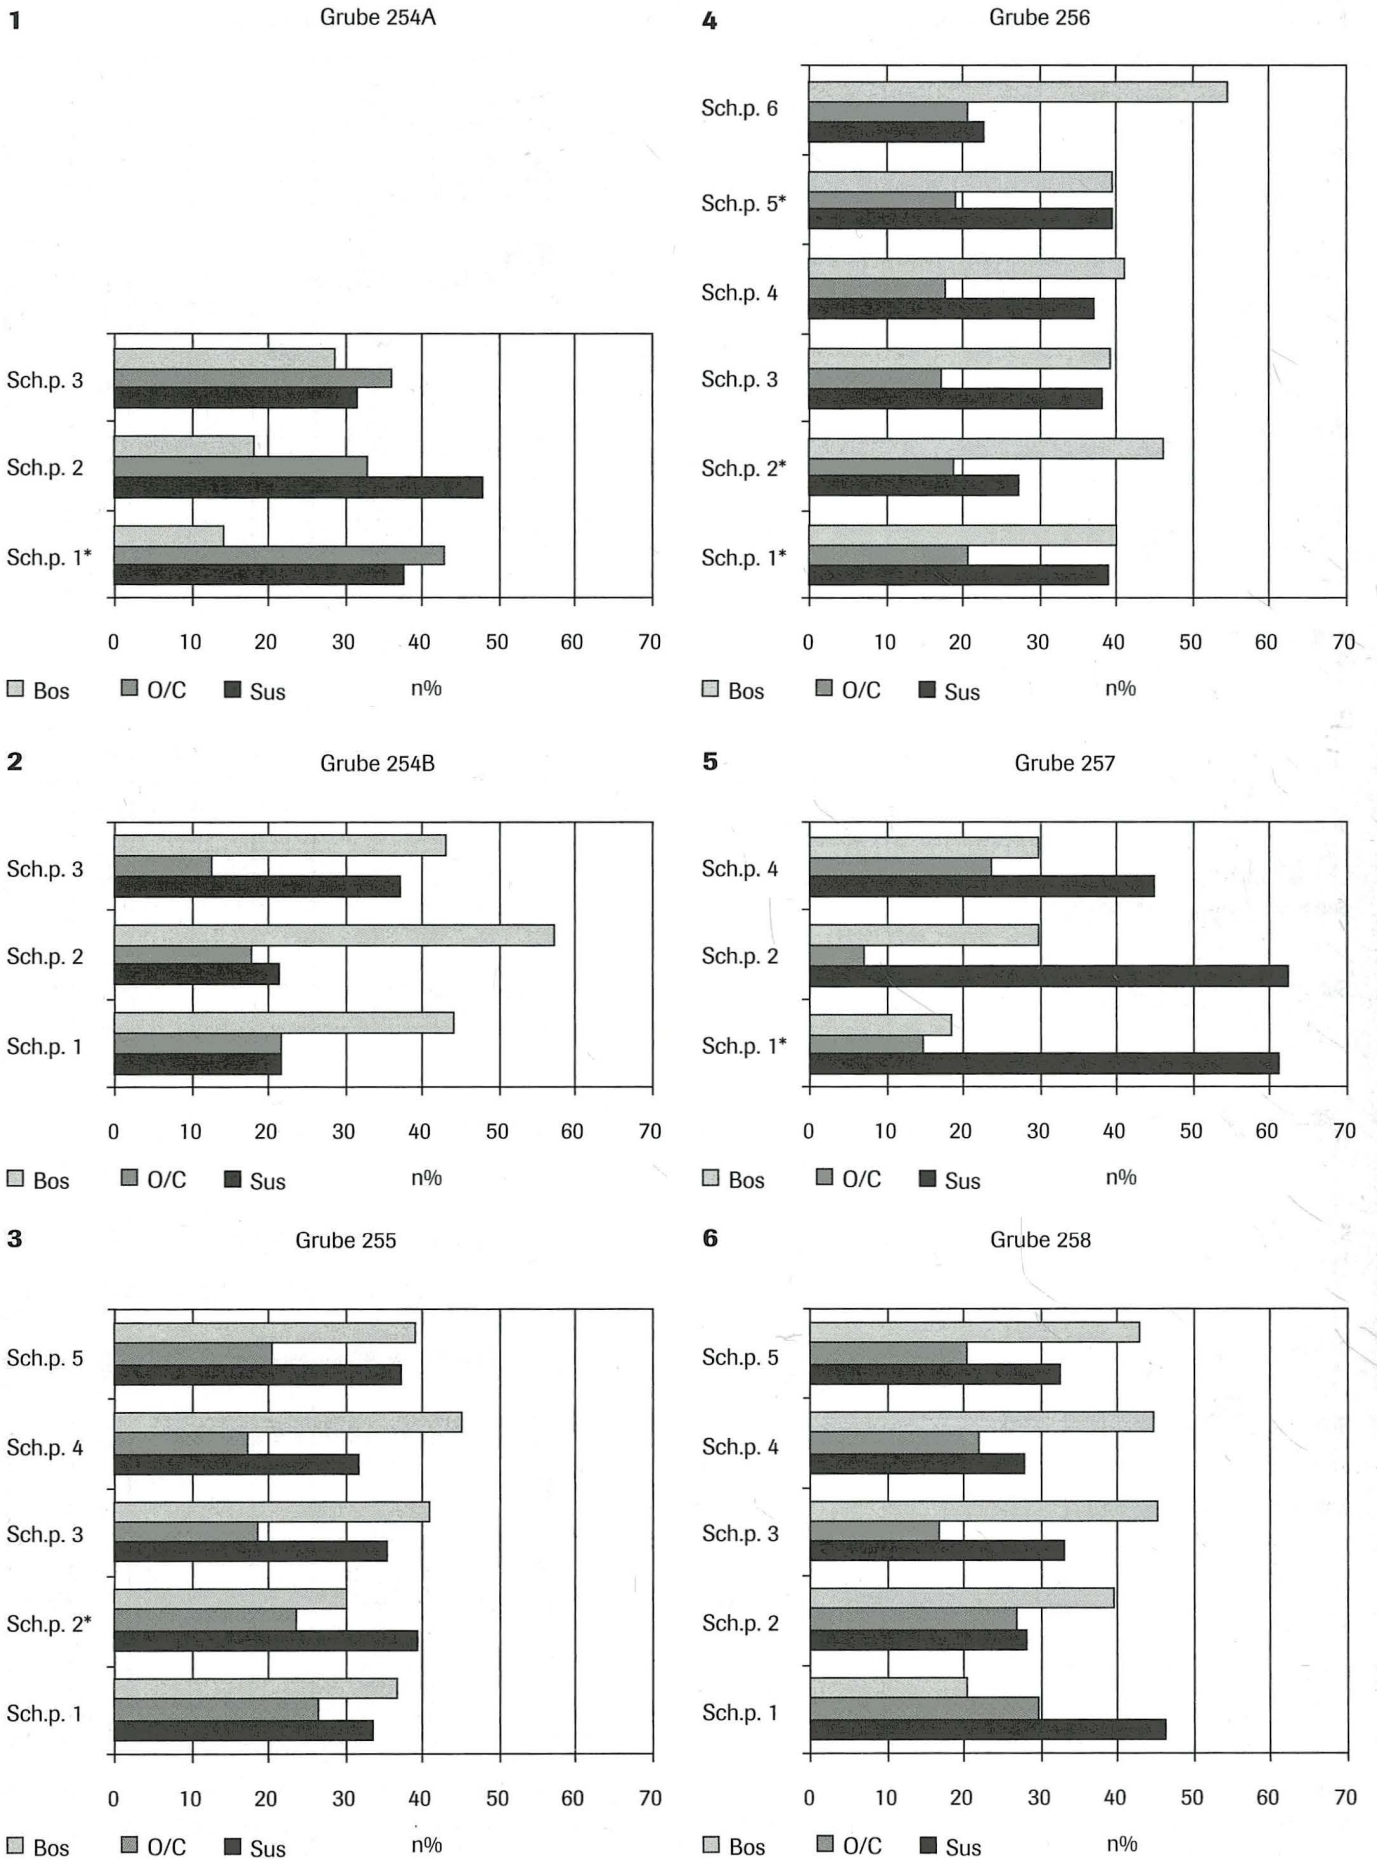 1 Grube 254A
Sch.p. 3
Sch.p. 2
Sch.p. 1*
0 10 20 30 40 50 60 70
Bos O/C Sus n%
2 Grube 254B
Sch.p. 3
Sch.p. 2
Sch.p. 1
0 10 20 30 40 50 60 70
Bos O/C Sus n%
3 Grube 255
Sch.p. 5
Sch.p. 4
Sch.p. 3
Sch.p. 2*
Sch.p. 1
0 10 20 30 40 50 60 70
Bos O/C Sus n%
4 Grube 256
Sch.p. 6
Sch.p. 5*
Sch.p. 4
Sch.p. 3
Sch.p. 2*
Sch.p. 1*
0 10 20 30 40 50 60 70
Bos O/C Sus n%
5 Grube 257
Sch.p. 4
Sch.p. 2
Sch.p. 1*
0 10 20 30 40 50 60 70
Bos O/C Sus n%
6 Grube 258
Sch.p. 5
Sch.p. 4
Sch.p. 3
Sch.p. 2
Sch.p. 1
0 10 20 30 40 50 60 70
Bos O/C Sus n%